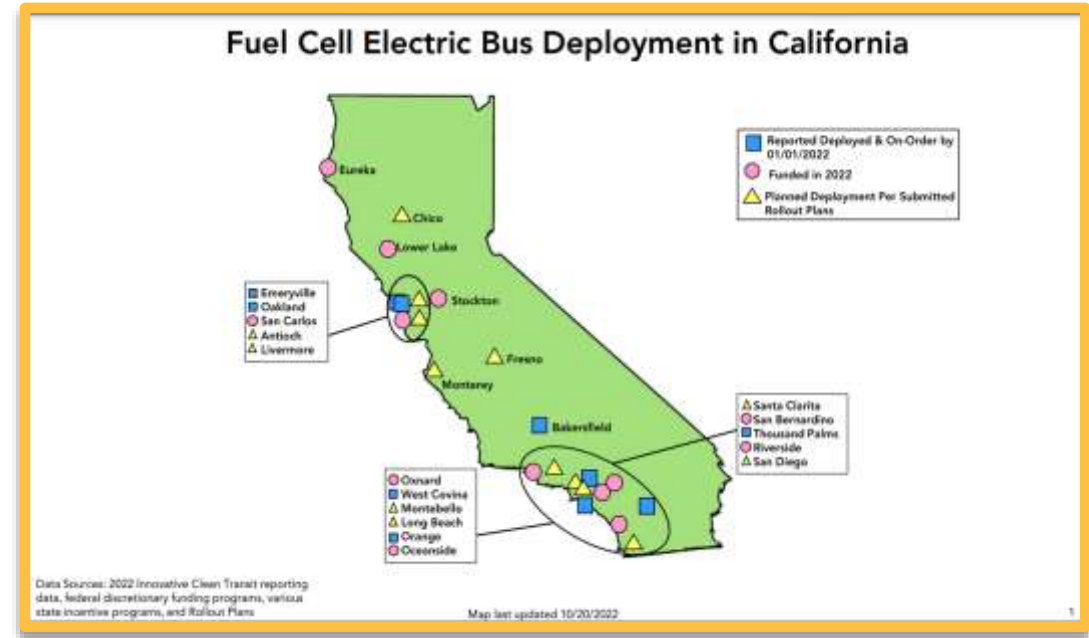 Fuel Cell Electric Bus Deployment in California
Reported Deployed & On-Order by
01/01/2022
Funded in 2022
Planned Deployment Per Submitted
Rollout Plans
Eureka
Chico
Lower Lake
Stockton
Emeryville
Oakland
San Carlos
Antioch
Livermore
Fresno
Monterey
Bakersfield
Santa Clarita
San Bernardino
Thousand Palms
Riverside
San Diego
Oxnard
West Covina
Montebello
Long Beach
Orange
Oceanside
Data Sources: 2022 Innovative Clean Transit reporting
data, federal discretionary funding programs, various
state incentive programs, and Rollout Plans
Map last updated 10/20/2022
1